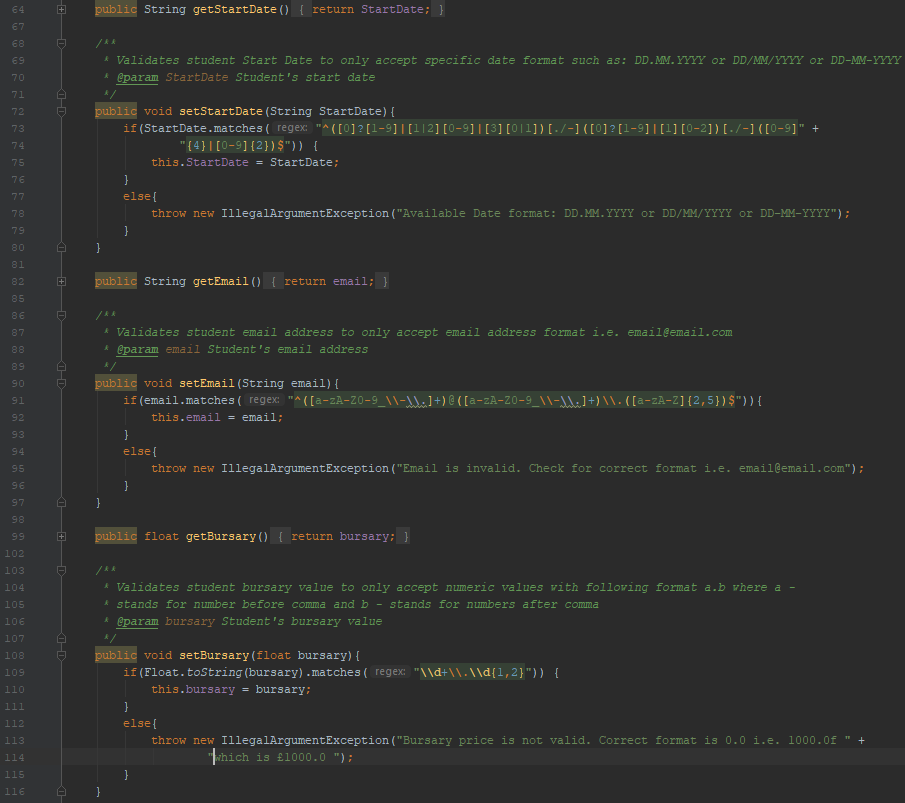 64 public String getStartDate() { return StartDate; }
67
68 /**
69 * Validates student Start Date to only accept specific date format such as: DD.MM.YYYY or DD/MM/YYYY or DD-MM-YYYY
70 * @param StartDate Student's start date
71 */
72 public void setStartDate(String StartDate){
73 if(StartDate.matches( regex: "^([0]?[1-9]|[1|2][0-9]|[3][0|1])[./-]([0]?[1-9]|[1][0-2])[./-]([0-9]" +
74 "{4}|[0-9]{2})$")) {
75 this.StartDate = StartDate;
76 }
77 else{
78 throw new IllegalArgumentException("Available Date format: DD.MM.YYYY or DD/MM/YYYY or DD-MM-YYYY");
79 }
80 }
81
82 public String getEmail() { return email; }
85
86 /**
87 * Validates student email address to only accept email address format i.e. email@email.com
88 * @param email Student's email address
89 */
90 public void setEmail(String email){
91 if(email.matches( regex: "^([a-zA-Z0-9_\\-\\.]+)@([a-zA-Z0-9_\\-\\.]+)\\.([a-zA-Z]{2,5})$")){
92 this.email = email;
93 }
94 else{
95 throw new IllegalArgumentException("Email is invalid. Check for correct format i.e. email@email.com");
96 }
97 }
98
99 public float getBursary() { return bursary; }
102
103 /**
104 * Validates student bursary value to only accept numeric values with following format a.b where a -
105 * stands for number before comma and b - stands for numbers after comma
106 * @param bursary Student's bursary value
107 */
108 public void setBursary(float bursary){
109 if(Float.toString(bursary).matches( regex: "\\d+\\.\\d{1,2}")) {
110 this.bursary = bursary;
111 }
112 else{
113 throw new IllegalArgumentException("Bursary price is not valid. Correct format is 0.0 i.e. 1000.0f " +
114 "which is £1000.0 ");
115 }
116 }